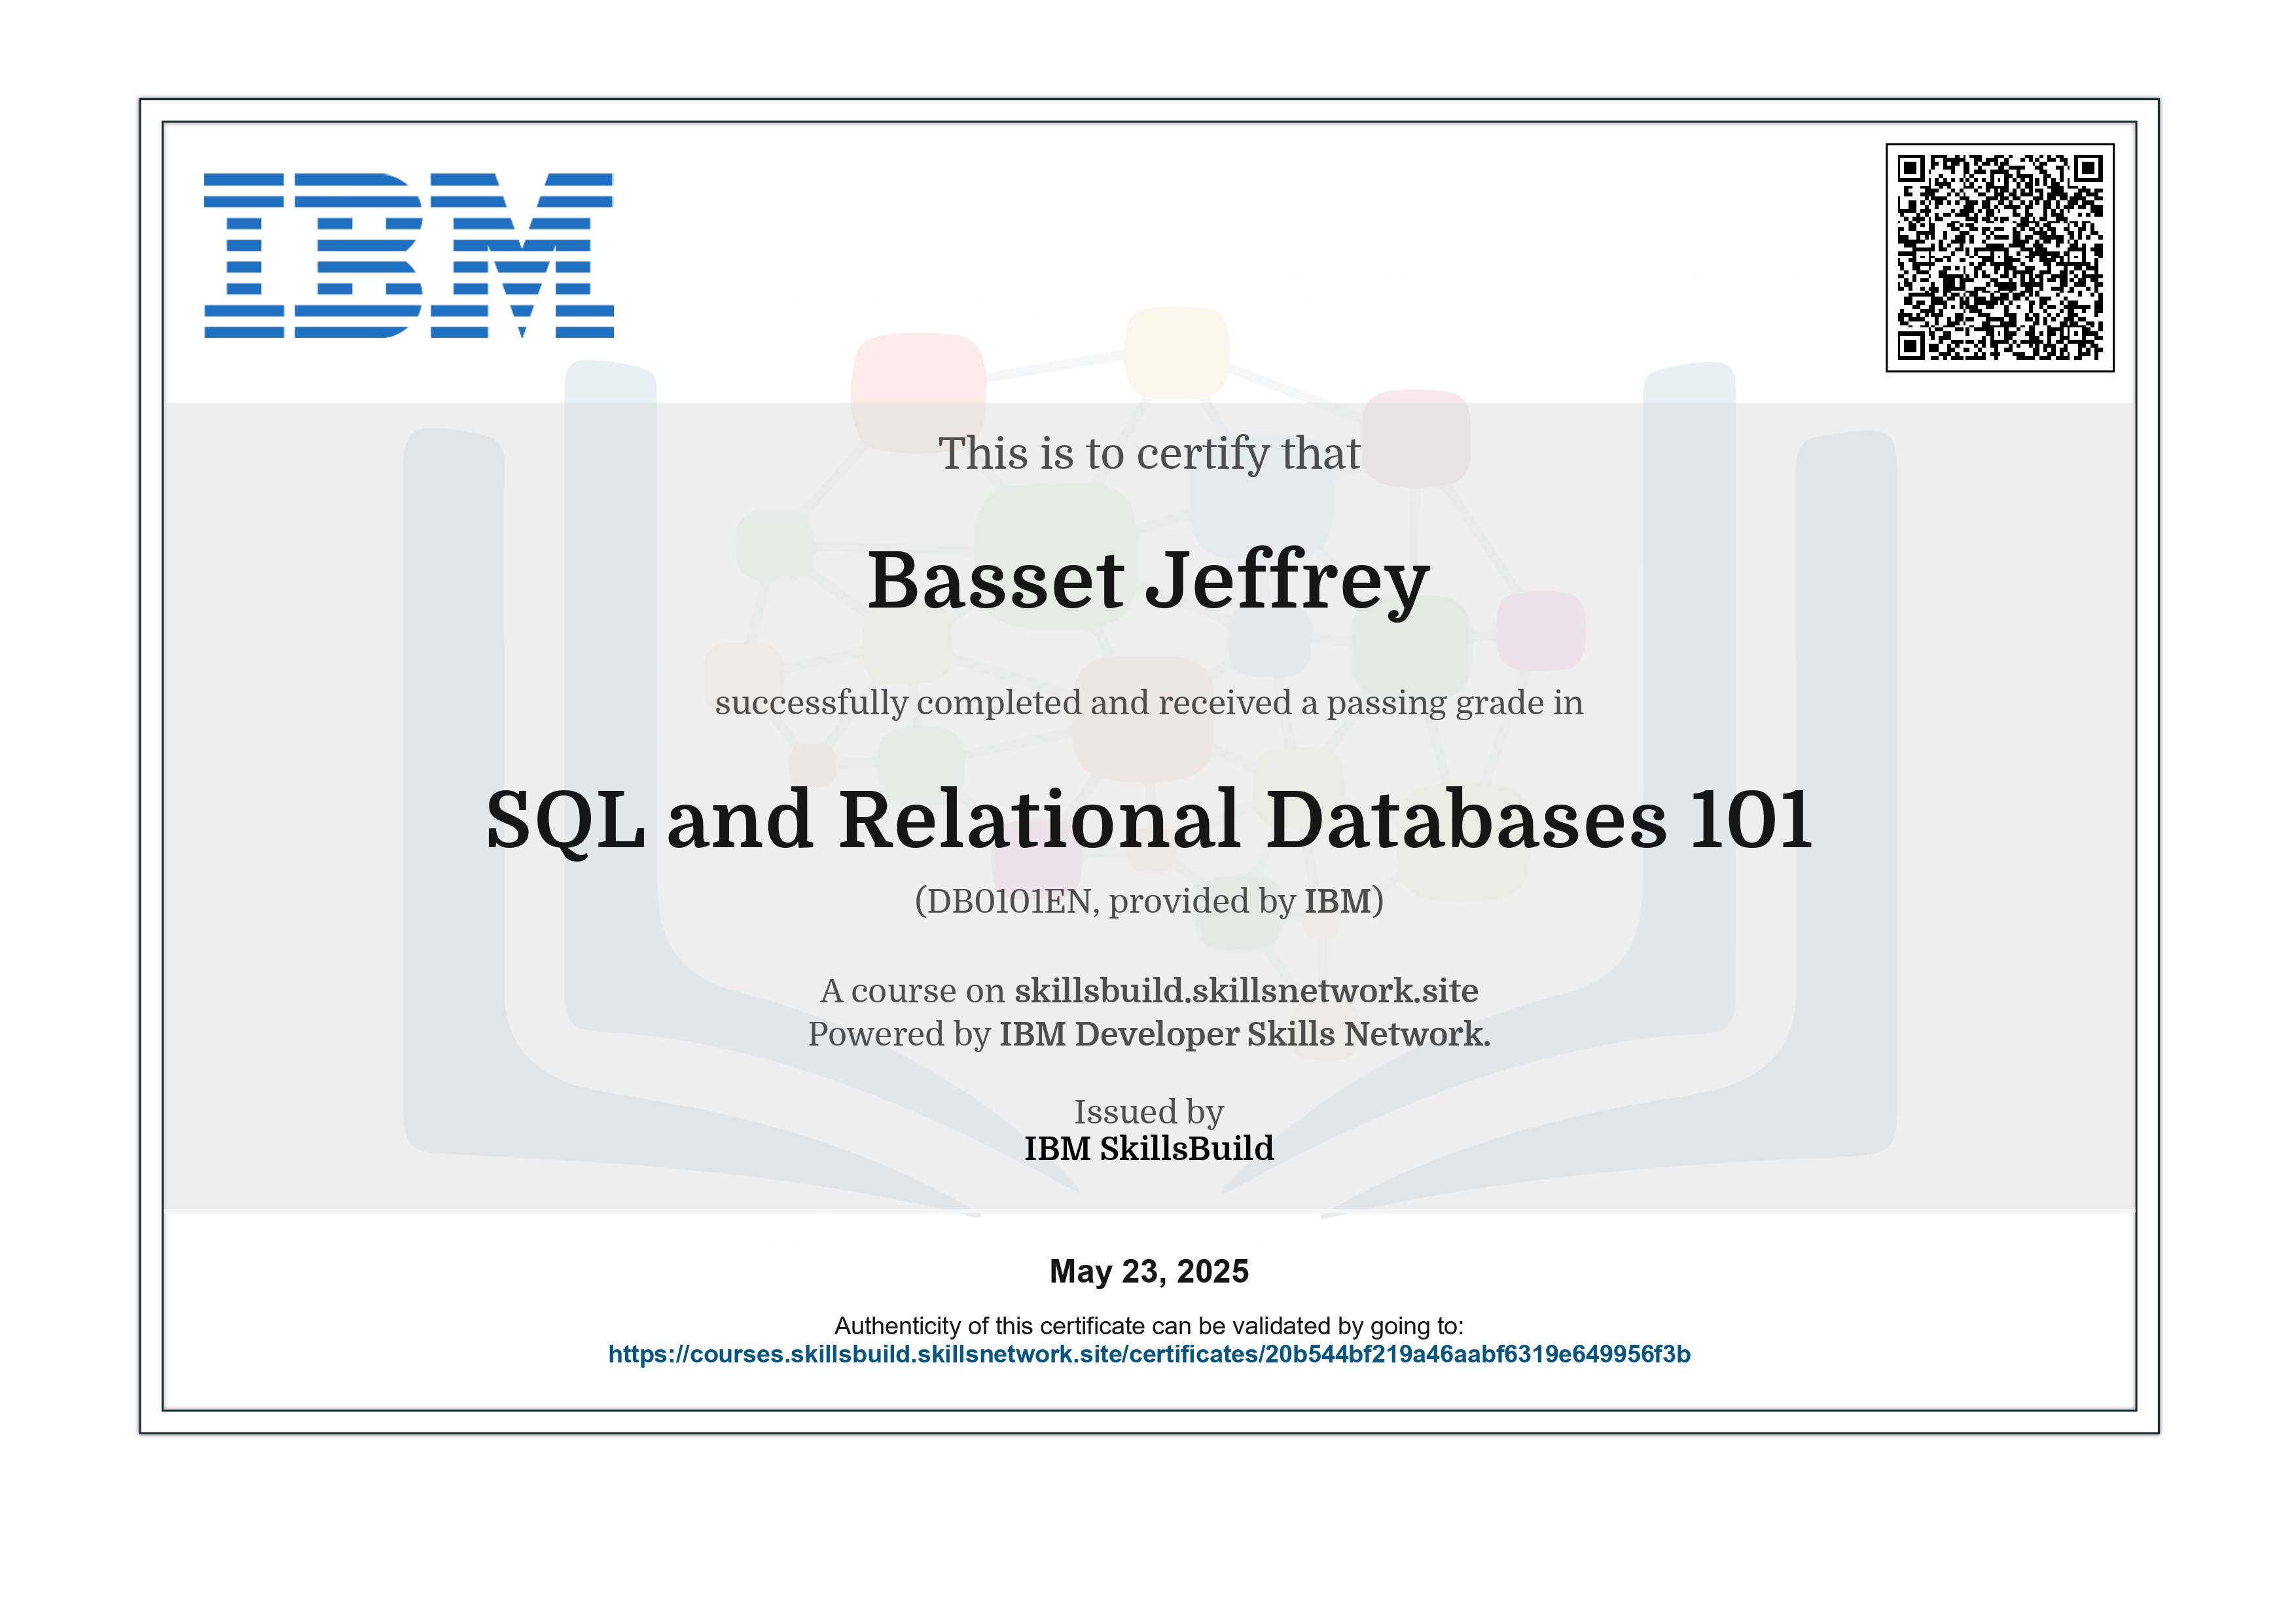 IBM
This is to certify that
Basset Jeffrey
successfully completed and received a passing grade in
SQL and Relational Databases 101
(DB0101EN, provided by IBM)
A course on skillsbuild.skillsnetwork.site
Powered by IBM Developer Skills Network.
Issued by
IBM SkillsBuild
May 23, 2025
Authenticity of this certificate can be validated by going to:
https://courses.skillsbuild.skillsnetwork.site/certificates/20b544bf219a46aabf6319e649956f3b